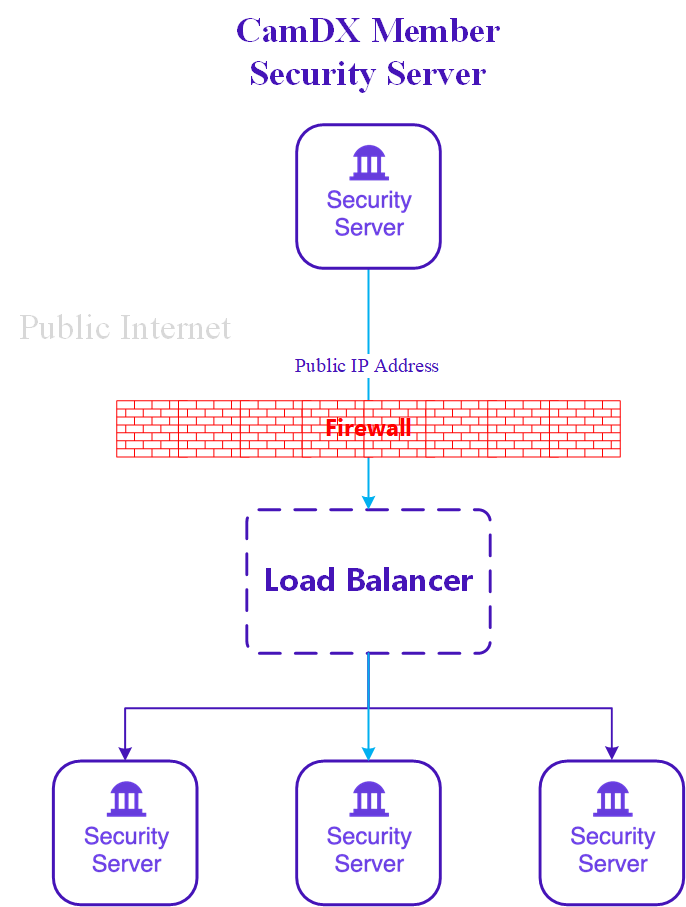 CamDX Member
Security Server
Security
Server
Public Internet
Public IP Address
Firewall
Load Balancer
Security
Server
Security
Server
Security
Server